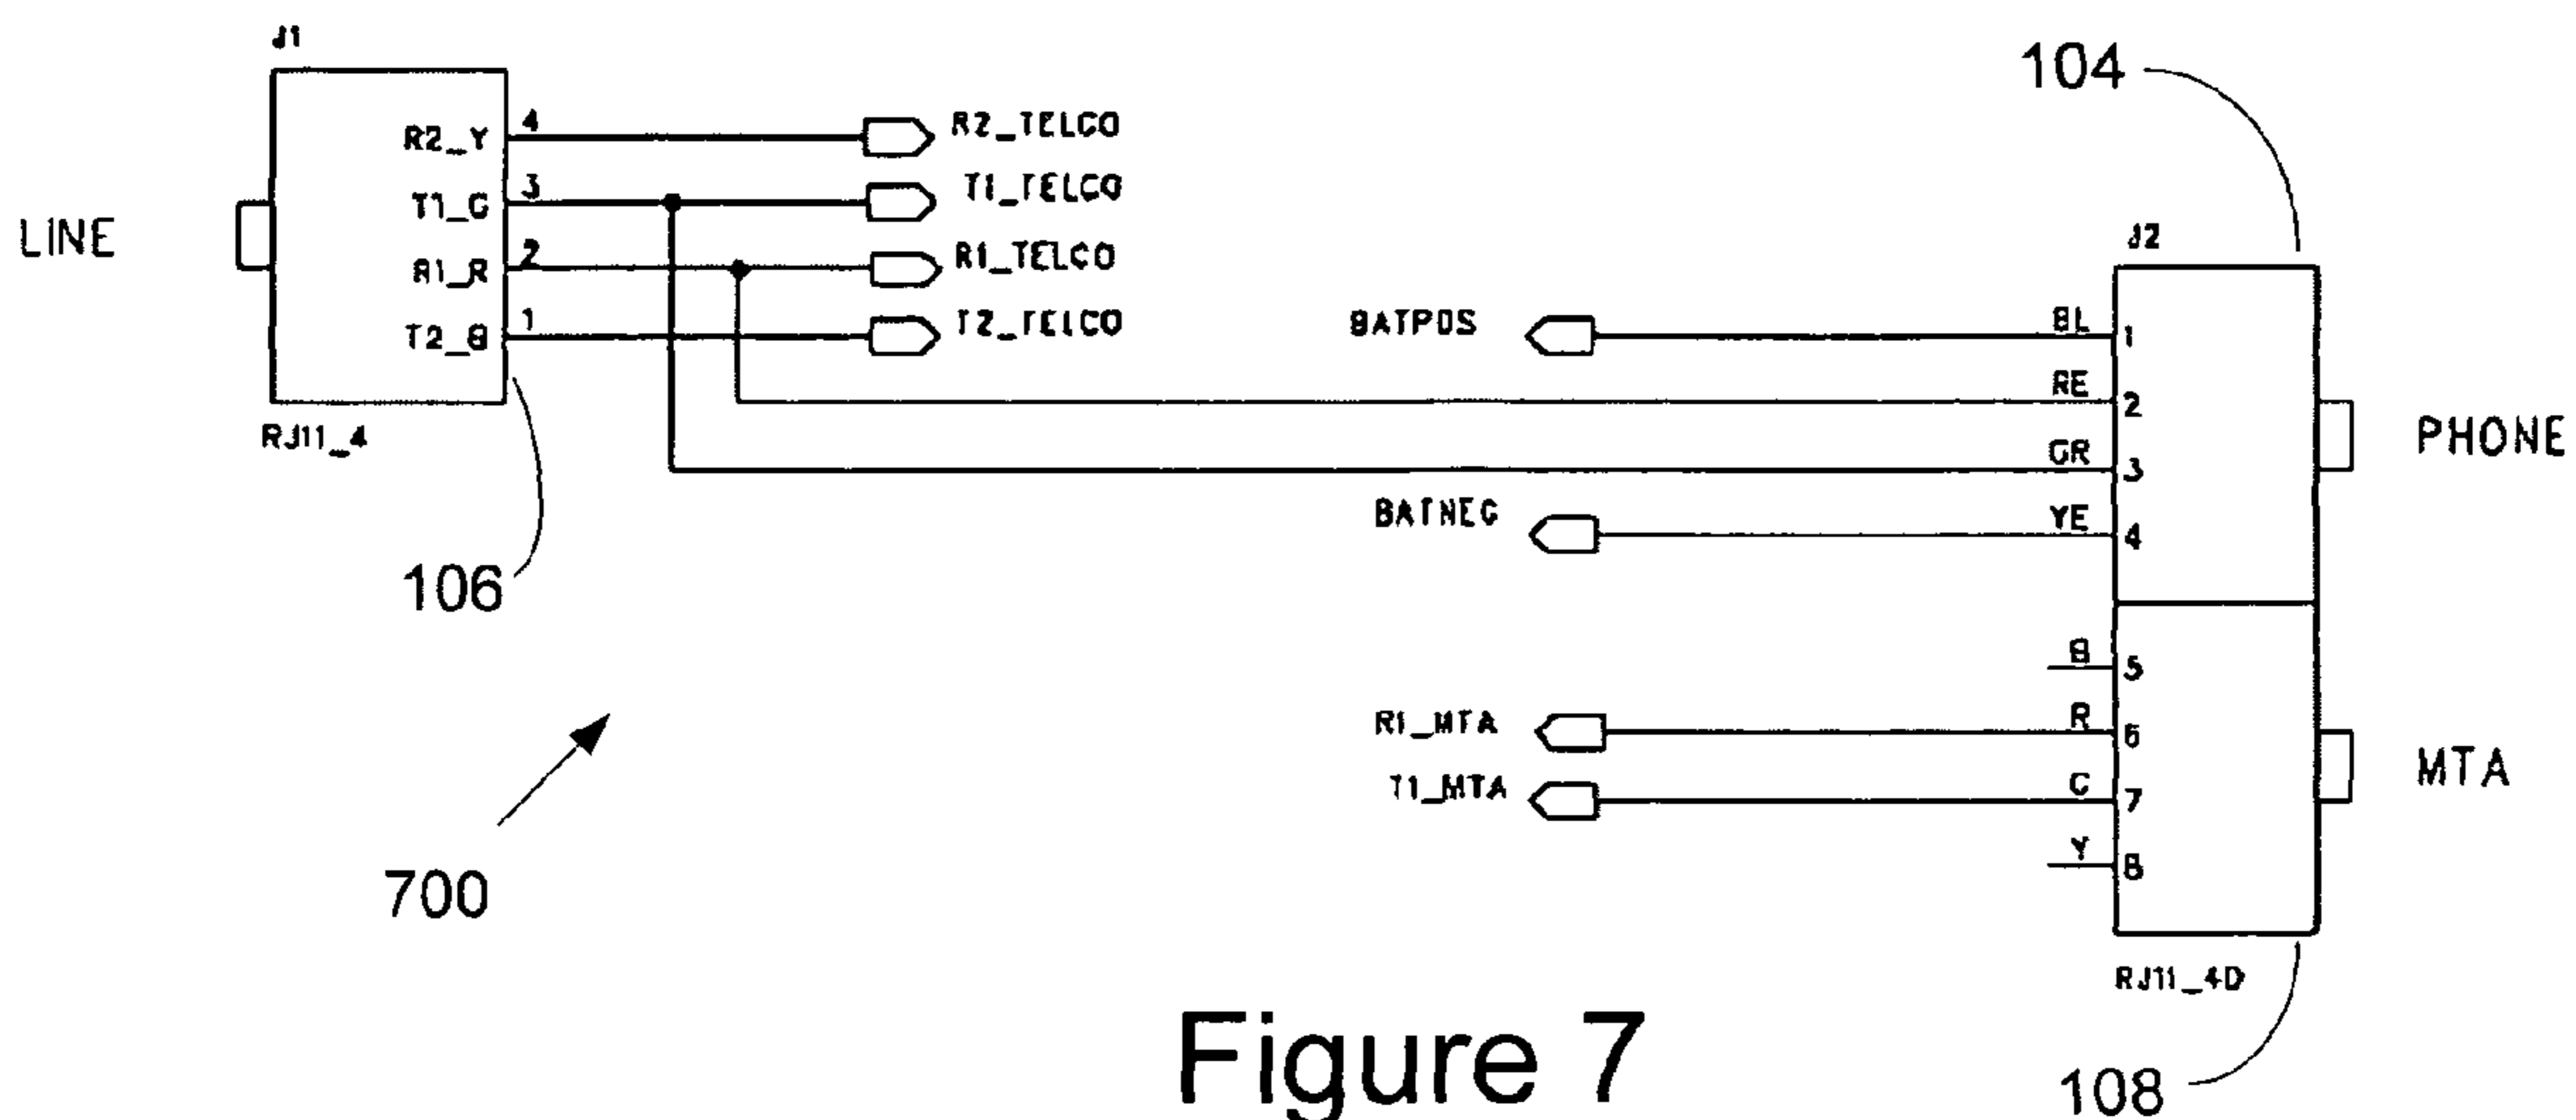 J1
104
R2_Y 4 R2_TELCO
T1_G 3 T1_TELCO
LINE
R1_R 2 R1_TELCO
T2_B 1 T2_TELCO
RJ11_4
106
J2
BATPOS BL 1
RE 2
PHONE
GR 3
BATNEG YE 4
B 5
R1_MTA R 6
MTA
T1_MTA G 7
Y 8
700
RJ11_4D
108
Figure 7